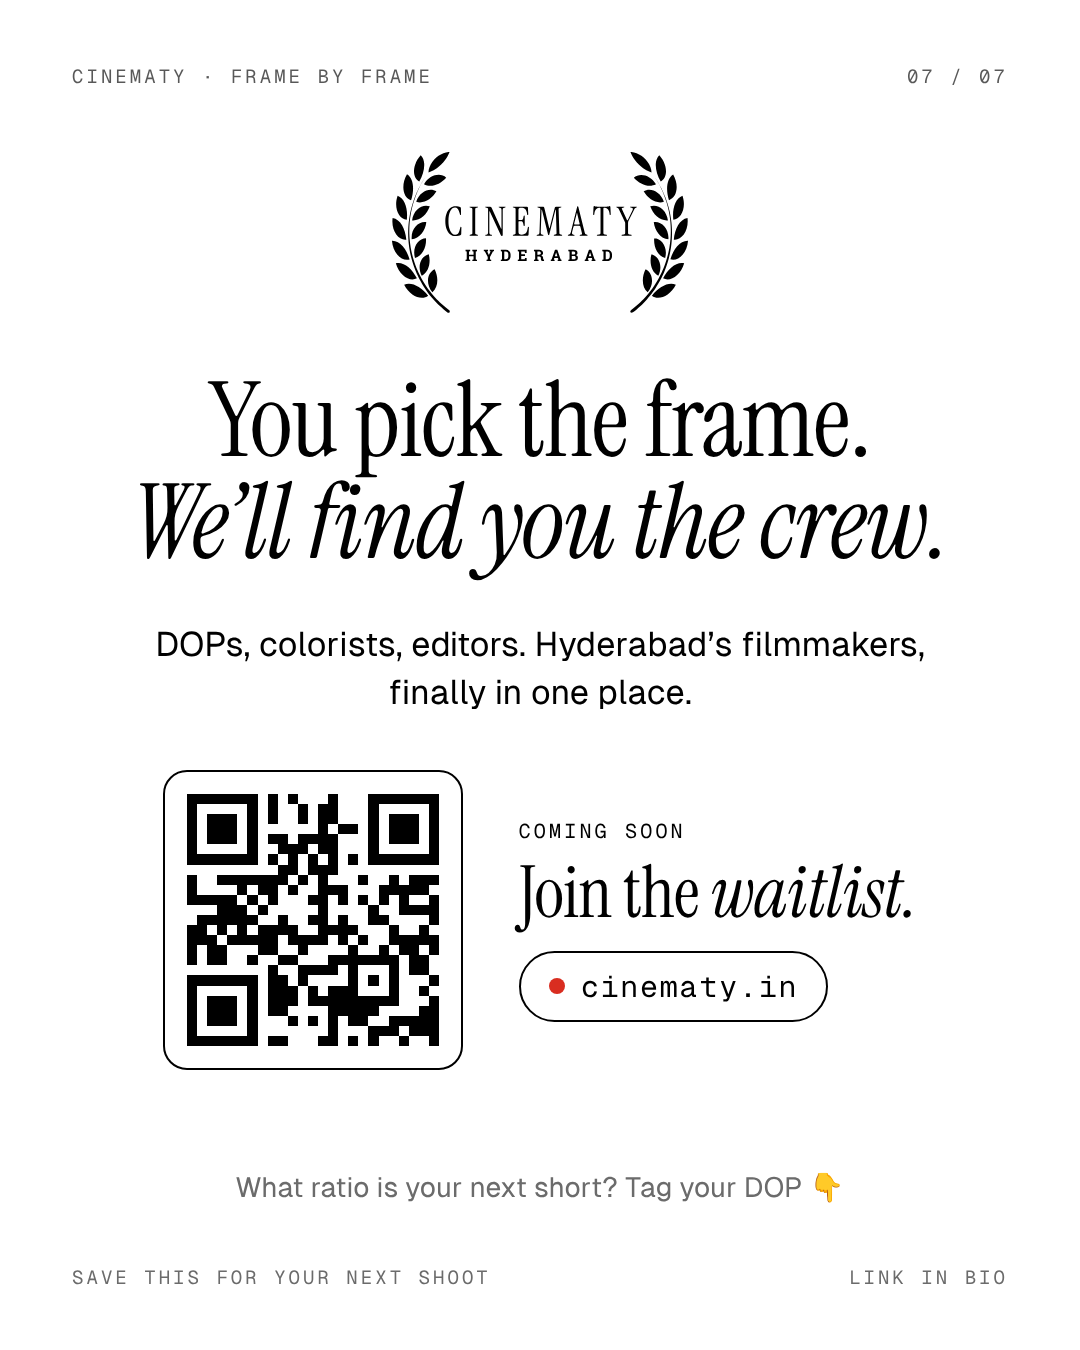 CINEMATY · FRAME BY FRAME
07 / 07
CINEMATY
HYDERABAD
You pick the frame.
We’ll find you the crew.
DOPs, colorists, editors. Hyderabad’s filmmakers,
finally in one place.
COMING SOON
Join the waitlist.
cinematy.in
What ratio is your next short? Tag your DOP 👇
SAVE THIS FOR YOUR NEXT SHOOT
LINK IN BIO